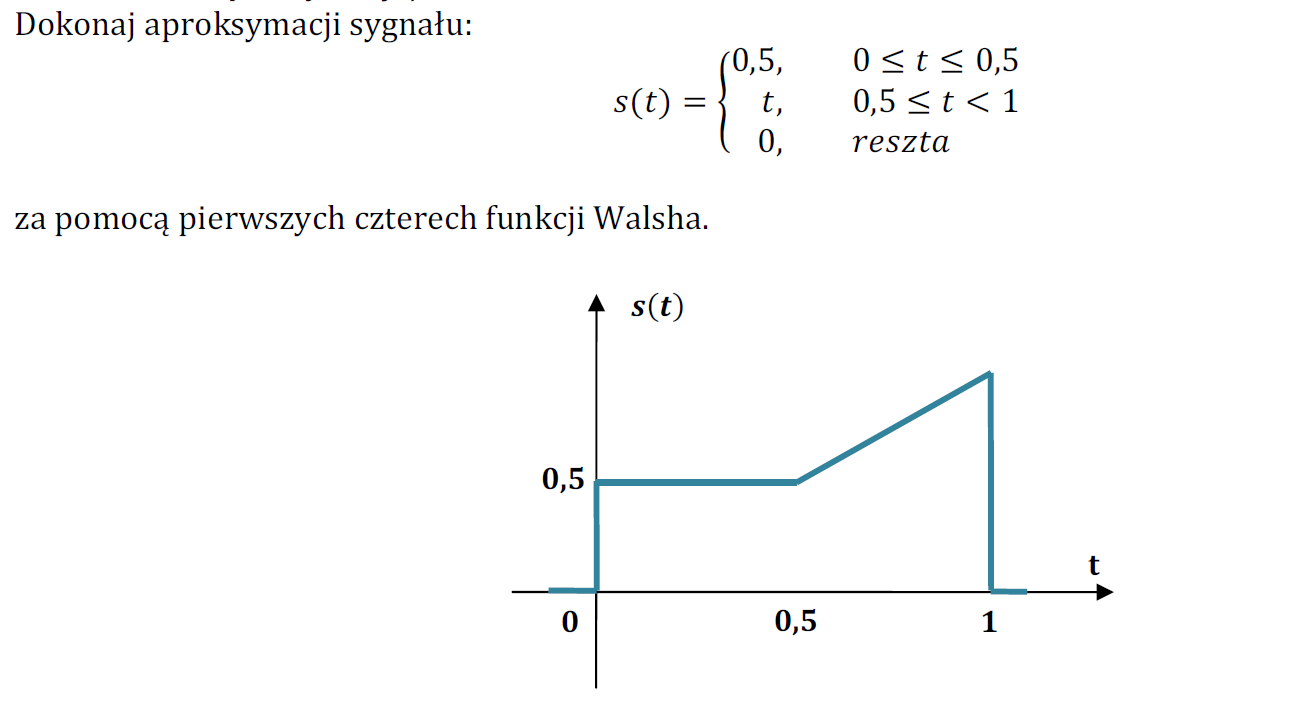 Dokonaj aproksymacji sygnału:
s(t) = { 0,5, 0 ≤ t ≤ 0,5
t, 0,5 ≤ t < 1
0, reszta
za pomocą pierwszych czterech funkcji Walsha.
s(t)
0,5
t
0 0,5 1